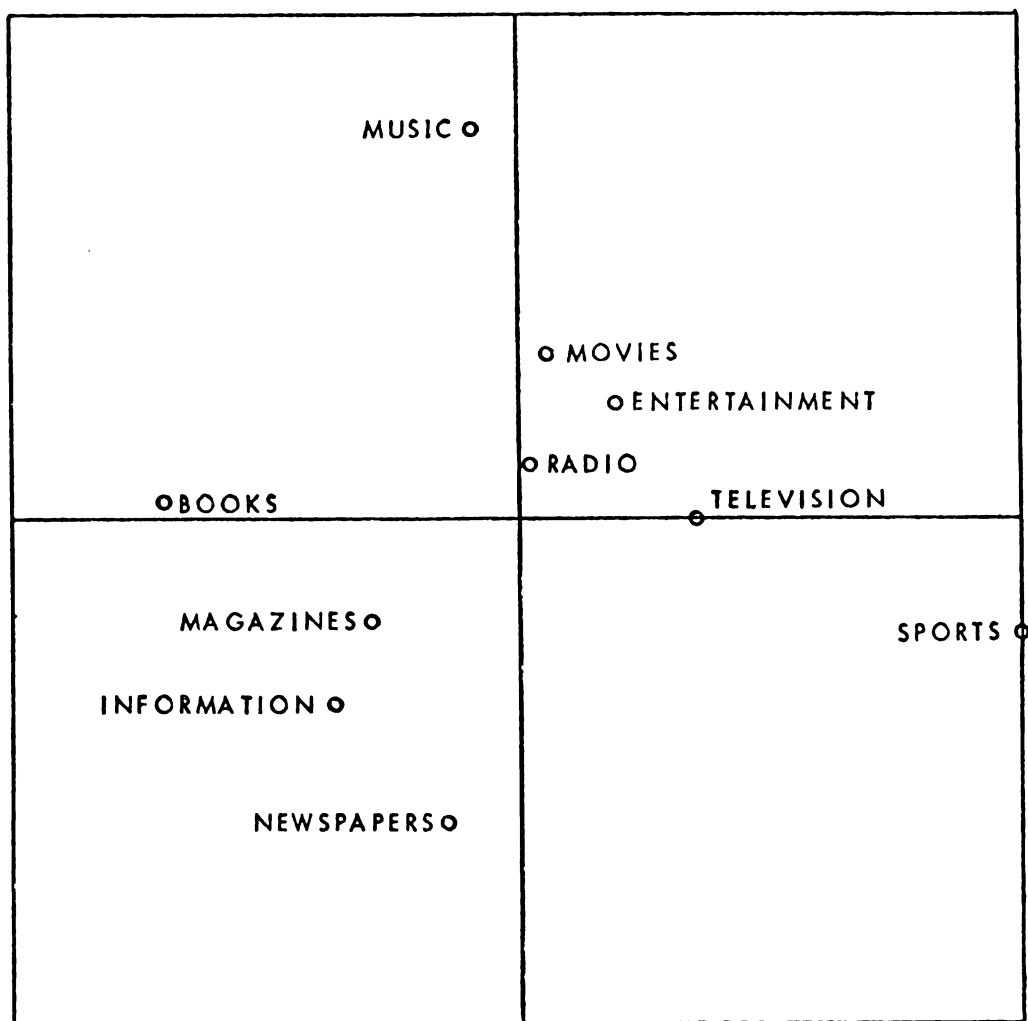 MUSIC
MOVIES
ENTERTAINMENT
RADIO
BOOKS
TELEVISION
MAGAZINES
SPORTS
INFORMATION
NEWSPAPERS